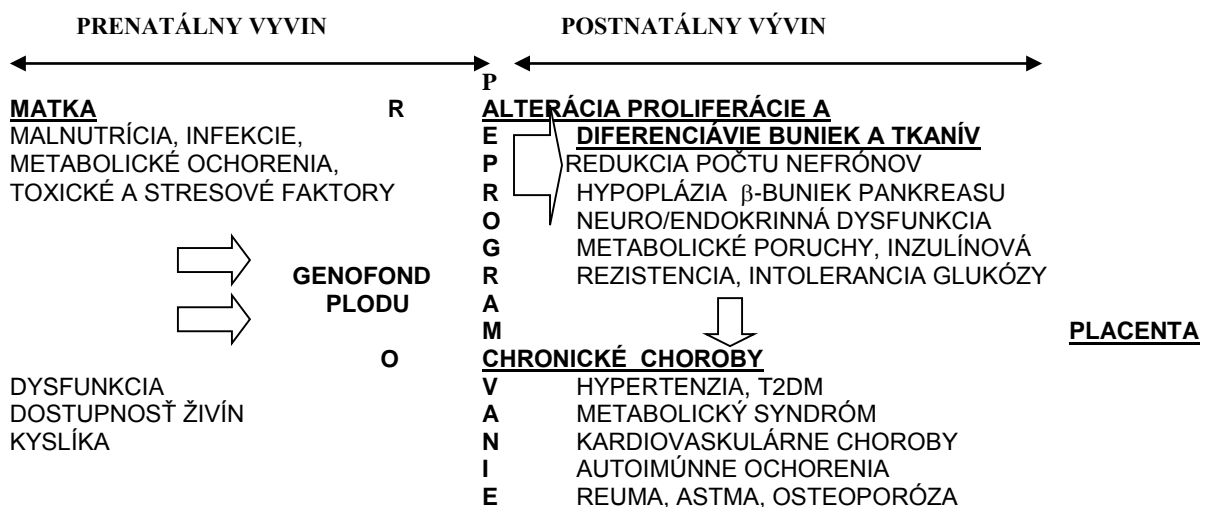 PRENATÁLNY VYVIN POSTNATÁLNY VÝVIN
P
MATKA R ALTERÁCIA PROLIFERÁCIE A
MALNUTRÍCIA, INFEKCIE, E DIFERENCIÁVIE BUNIEK A TKANÍV
METABOLICKÉ OCHORENIA, P REDUKCIA POČTU NEFRÓNOV
TOXICKÉ A STRESOVÉ FAKTORY R HYPOPLÁZIA β-BUNIEK PANKREASU
O NEURO/ENDOKRINNÁ DYSFUNKCIA
G METABOLICKÉ PORUCHY, INZULÍNOVÁ
GENOFOND R REZISTENCIA, INTOLERANCIA GLUKÓZY
PLODU A
M PLACENTA
O CHRONICKÉ CHOROBY
DYSFUNKCIA V HYPERTENZIA, T2DM
DOSTUPNOSŤ ŽIVÍN A METABOLICKÝ SYNDRÓM
KYSLÍKA N KARDIOVASKULÁRNE CHOROBY
I AUTOIMÚNNE OCHORENIA
E REUMA, ASTMA, OSTEOPORÓZA